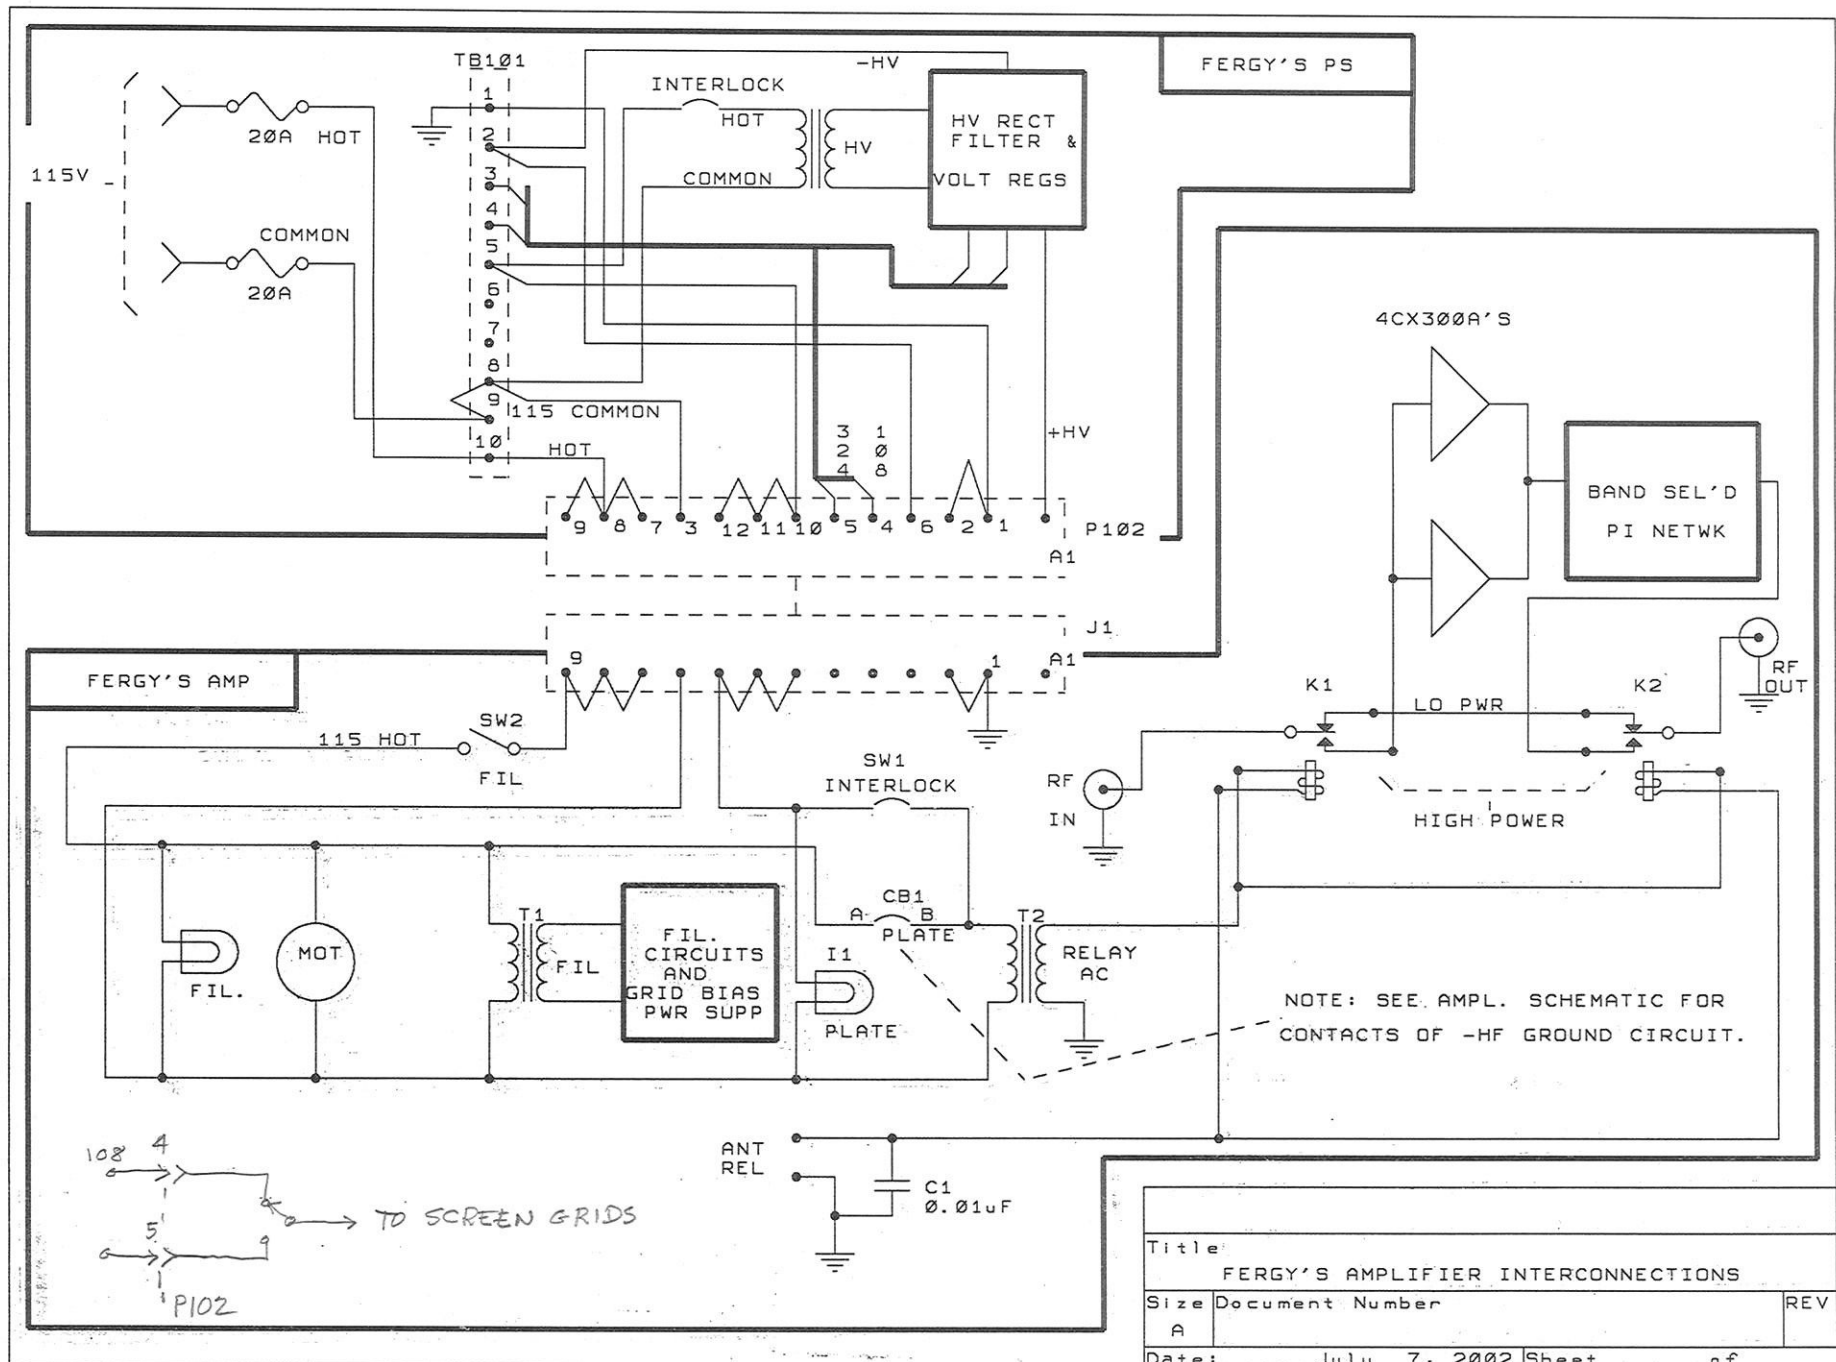 FERGY'S PS
TB101
-HV
INTERLOCK
HOT
HV
COMMON
HV RECT
FILTER &
VOLT REGS
115V
20A HOT
COMMON
20A
1
2
3
4
5
6
7
8
9
10
115 COMMON
HOT
3 1
2 0
4 8
+HV
9 8 7 3 12 11 10 5 4 6 2 1
P102
A1
J1
9 1 A1
FERGY'S AMP
4CX300A'S
BAND SEL'D
PI NETWK
K1
LO PWR
K2
RF
OUT
SW2
115 HOT
FIL
SW1
INTERLOCK
RF
IN
HIGH POWER
CB1
A B
PLATE
T1
T2
MOT
FIL.
FIL
FIL.
CIRCUITS
AND
GRID BIAS
PWR SUPP
I1
PLATE
RELAY
AC
NOTE: SEE AMPL. SCHEMATIC FOR
CONTACTS OF -HF GROUND CIRCUIT.
ANT
REL
C1
0.01uF
108 4
5
TO SCREEN GRIDS
P102
Title
FERGY'S AMPLIFIER INTERCONNECTIONS
Size Document Number REV
A
Date: July 7, 2002 Sheet of